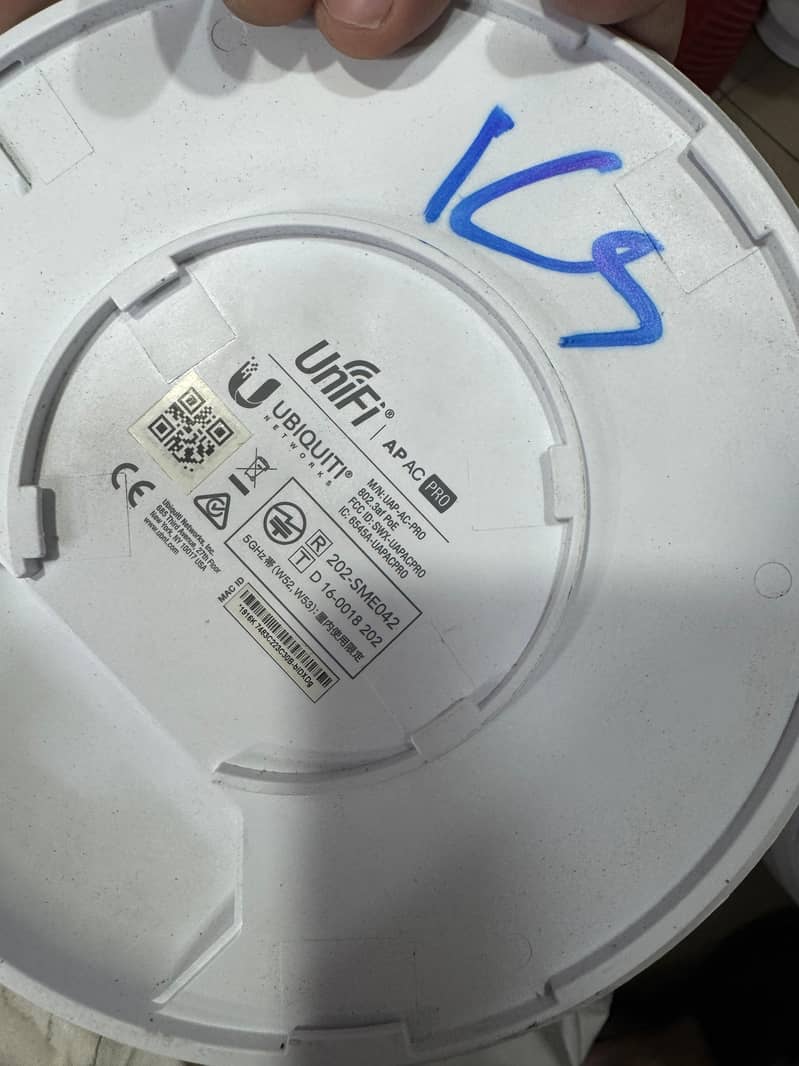 UniFi®
AP AC PRO
UBIQUITI®
NETWORKS
M/N: UAP-AC-PRO
802.3af PoE
FCC ID: SWX-UAPACPRO
IC: 6545A-UAPACPRO
Ubiquiti Networks, Inc.
685 Third Avenue, 27th Floor
New York, NY 10017 USA
www.ubnt.com
R 202-SME042
T D 16-0018 202
5GHz帯(W52, W53):屋内使用限定
MAC ID